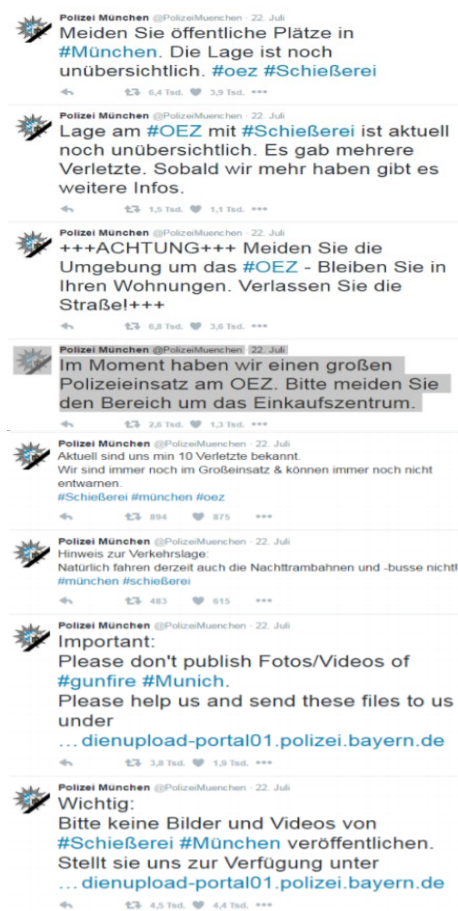 Polizei München @PolizeiMuenchen · 22. Juli
Meiden Sie öffentliche Plätze in
#München. Die Lage ist noch
unübersichtlich. #oez #Schießerei
6,4 Tsd. 3,9 Tsd.
Polizei München @PolizeiMuenchen · 22. Juli
Lage am #OEZ mit #Schießerei ist aktuell
noch unübersichtlich. Es gab mehrere
Verletzte. Sobald wir mehr haben gibt es
weitere Infos.
1,5 Tsd. 1,1 Tsd.
Polizei München @PolizeiMuenchen · 22. Juli
+++ACHTUNG+++ Meiden Sie die
Umgebung um das #OEZ - Bleiben Sie in
Ihren Wohnungen. Verlassen Sie die
Straße!+++
6,8 Tsd. 3,6 Tsd.
Polizei München @PolizeiMuenchen · 22. Juli
Im Moment haben wir einen großen
Polizeieinsatz am OEZ. Bitte meiden Sie
den Bereich um das Einkaufszentrum.
2,6 Tsd. 1,3 Tsd.
Polizei München @PolizeiMuenchen · 22. Juli
Aktuell sind uns min 10 Verletzte bekannt.
Wir sind immer noch im Großeinsatz & können immer noch nicht
entwarnen.
#Schießerei #münchen #oez
894 875
Polizei München @PolizeiMuenchen · 22. Juli
Hinweis zur Verkehrslage:
Natürlich fahren derzeit auch die Nachttrambahnen und -busse nicht!
#münchen #schießerei
483 615
Polizei München @PolizeiMuenchen · 22. Juli
Important:
Please don't publish Fotos/Videos of
#gunfire #Munich.
Please help us and send these files to us
under
...dienupload-portal01.polizei.bayern.de
3,8 Tsd. 1,9 Tsd.
Polizei München @PolizeiMuenchen · 22. Juli
Wichtig:
Bitte keine Bilder und Videos von
#Schießerei #München veröffentlichen.
Stellt sie uns zur Verfügung unter
...dienupload-portal01.polizei.bayern.de
4,5 Tsd. 4,4 Tsd.